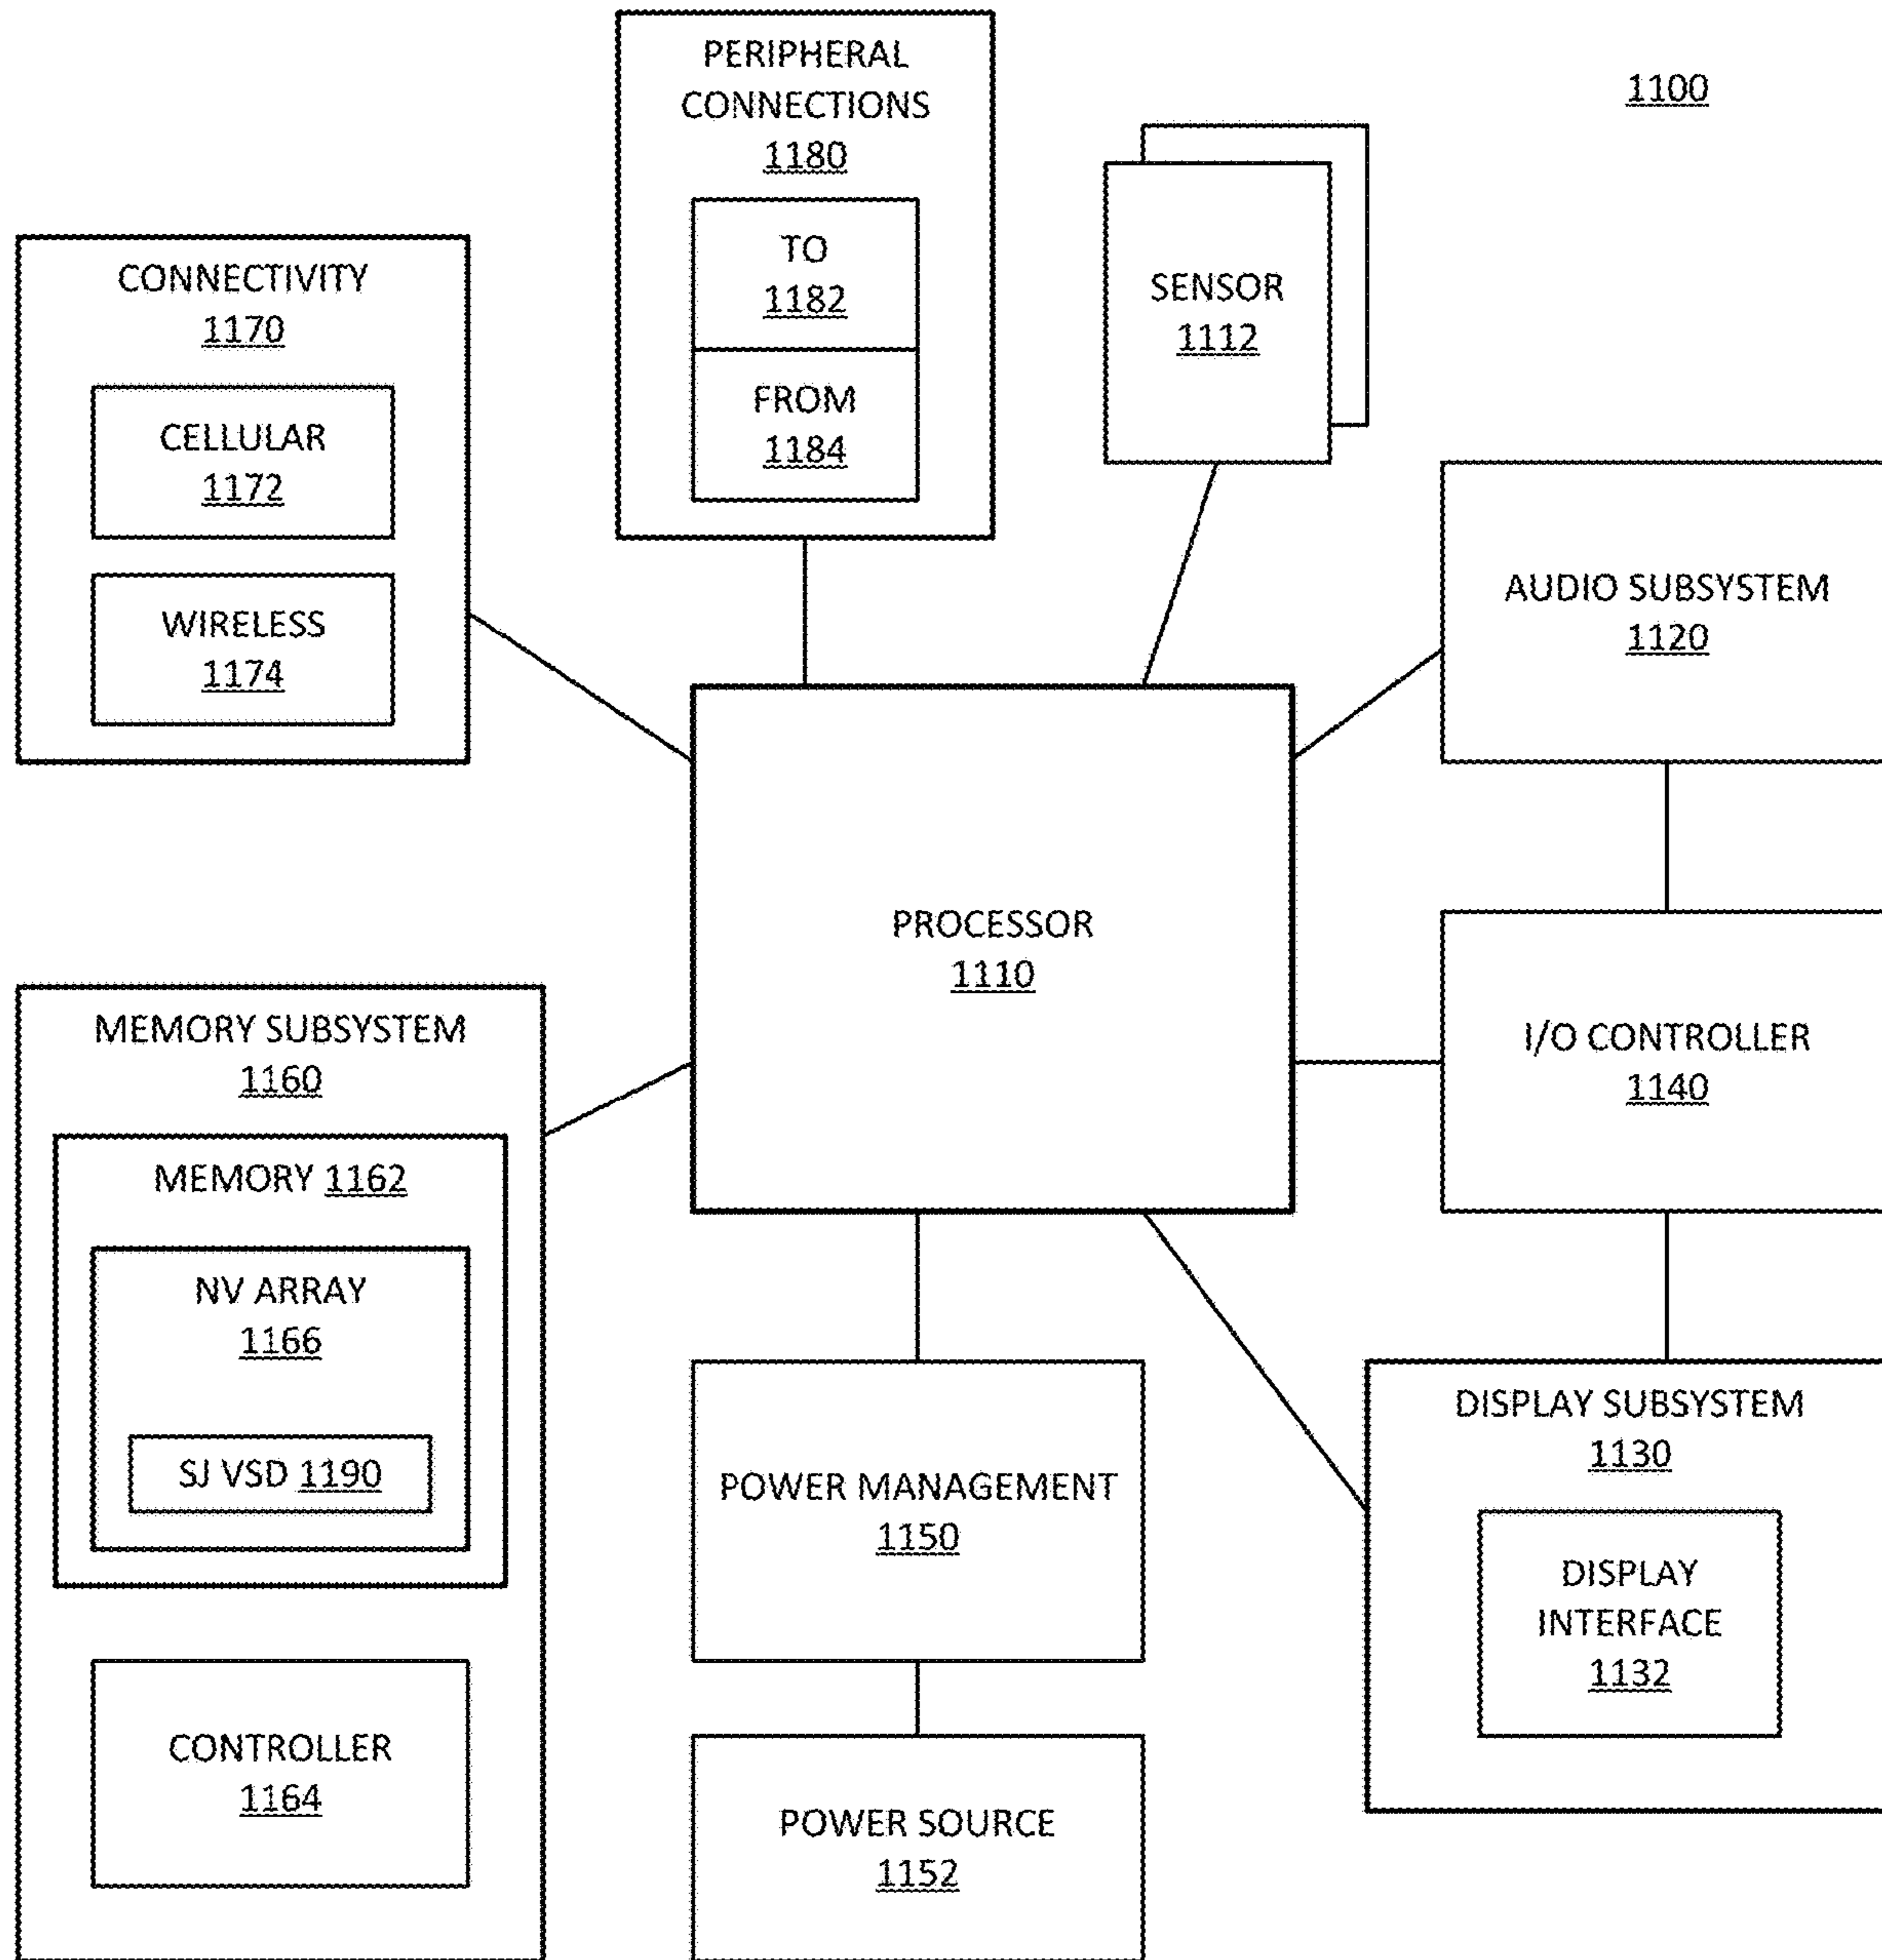 1100
PERIPHERAL
CONNECTIONS
1180
TO
1182
FROM
1184
SENSOR
1112
CONNECTIVITY
1170
CELLULAR
1172
WIRELESS
1174
AUDIO SUBSYSTEM
1120
PROCESSOR
1110
I/O CONTROLLER
1140
MEMORY SUBSYSTEM
1160
MEMORY 1162
NV ARRAY
1166
SJ VSD 1190
CONTROLLER
1164
POWER MANAGEMENT
1150
POWER SOURCE
1152
DISPLAY SUBSYSTEM
1130
DISPLAY
INTERFACE
1132